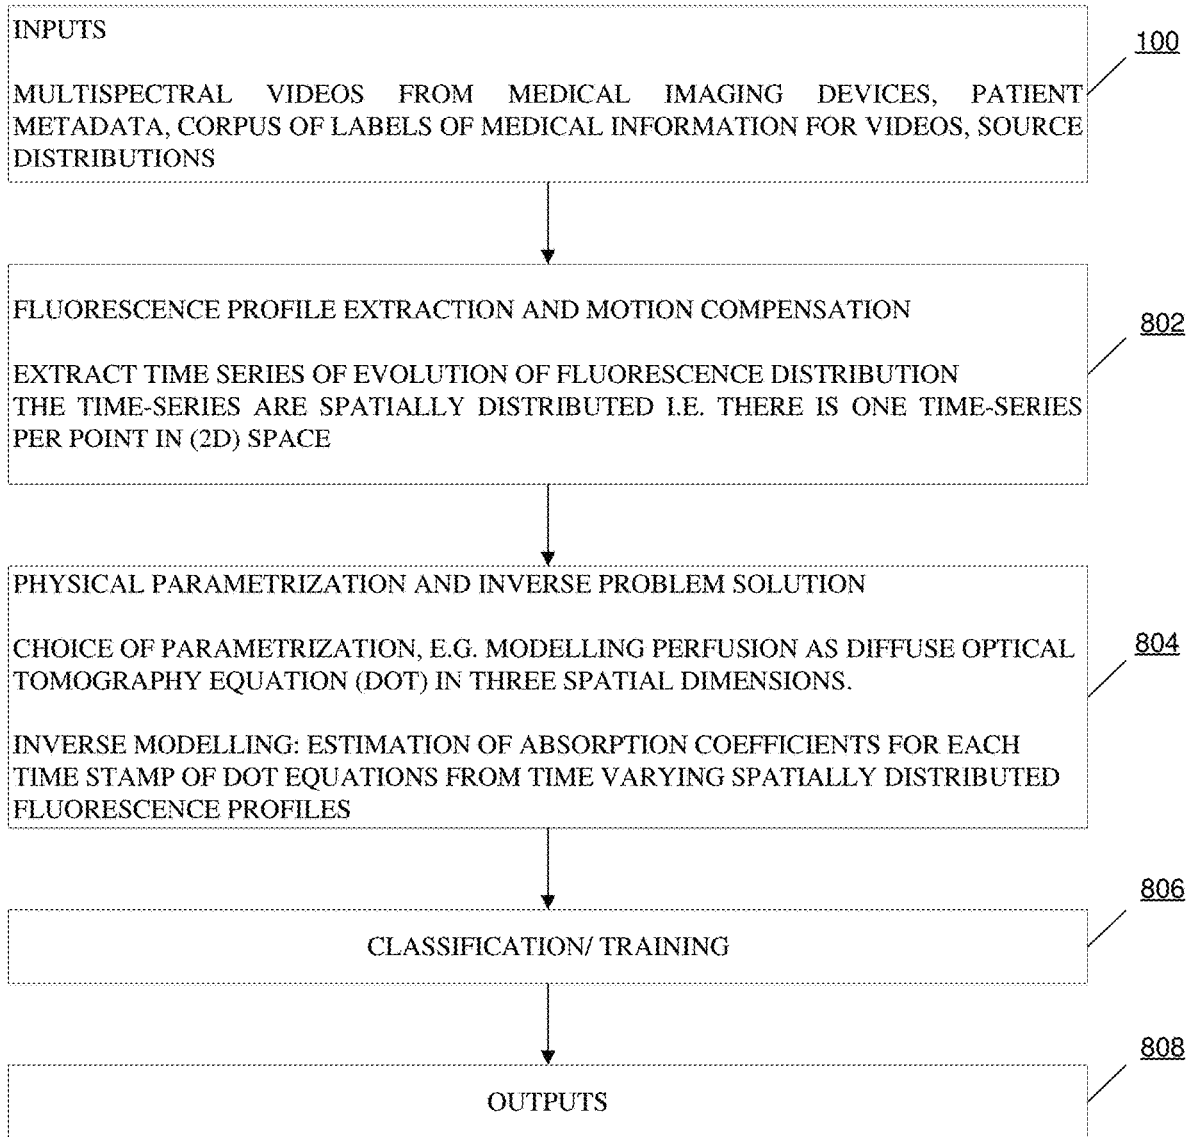 INPUTS
100
MULTISPECTRAL VIDEOS FROM MEDICAL IMAGING DEVICES, PATIENT
METADATA, CORPUS OF LABELS OF MEDICAL INFORMATION FOR VIDEOS, SOURCE
DISTRIBUTIONS
FLUORESCENCE PROFILE EXTRACTION AND MOTION COMPENSATION
802
EXTRACT TIME SERIES OF EVOLUTION OF FLUORESCENCE DISTRIBUTION
THE TIME-SERIES ARE SPATIALLY DISTRIBUTED I.E. THERE IS ONE TIME-SERIES
PER POINT IN (2D) SPACE
PHYSICAL PARAMETRIZATION AND INVERSE PROBLEM SOLUTION
CHOICE OF PARAMETRIZATION, E.G. MODELLING PERFUSION AS DIFFUSE OPTICAL
804
TOMOGRAPHY EQUATION (DOT) IN THREE SPATIAL DIMENSIONS.
INVERSE MODELLING: ESTIMATION OF ABSORPTION COEFFICIENTS FOR EACH
TIME STAMP OF DOT EQUATIONS FROM TIME VARYING SPATIALLY DISTRIBUTED
FLUORESCENCE PROFILES
806
CLASSIFICATION/ TRAINING
808
OUTPUTS